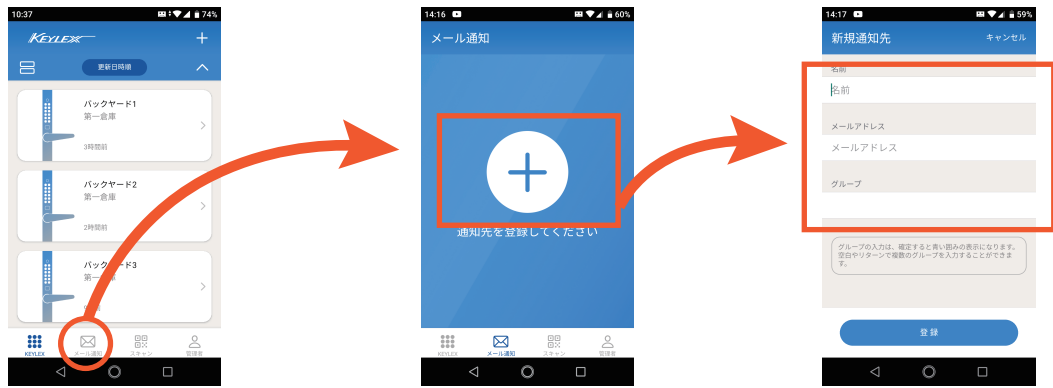 10:37
74%
KEYLEX
更新日時順
バックヤード1
第一倉庫
3時間前
バックヤード2
第一倉庫
2時間前
バックヤード3
第一
KEYLEX
メール通知
スキャン
管理者
14:16
60%
メール通知
通知先を登録してください
KEYLEX
メール通知
スキャン
管理者
14:17
59%
新規通知先
キャンセル
名前
名前
メールアドレス
メールアドレス
グループ
グループの入力は、確定すると青い囲みの表示になります。
空白やリターンで複数のグループを入力することができま
す。
登録